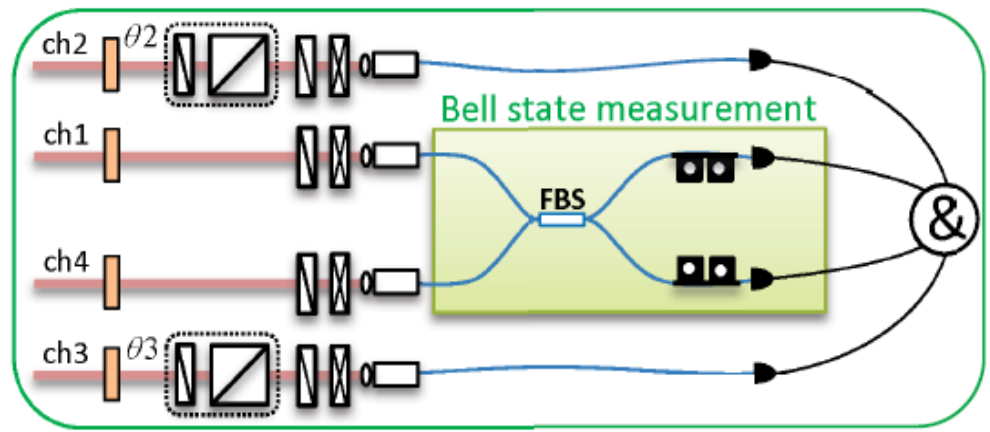 ch2 θ2
Bell state measurement
ch1
FBS
&
ch4
ch3 θ3